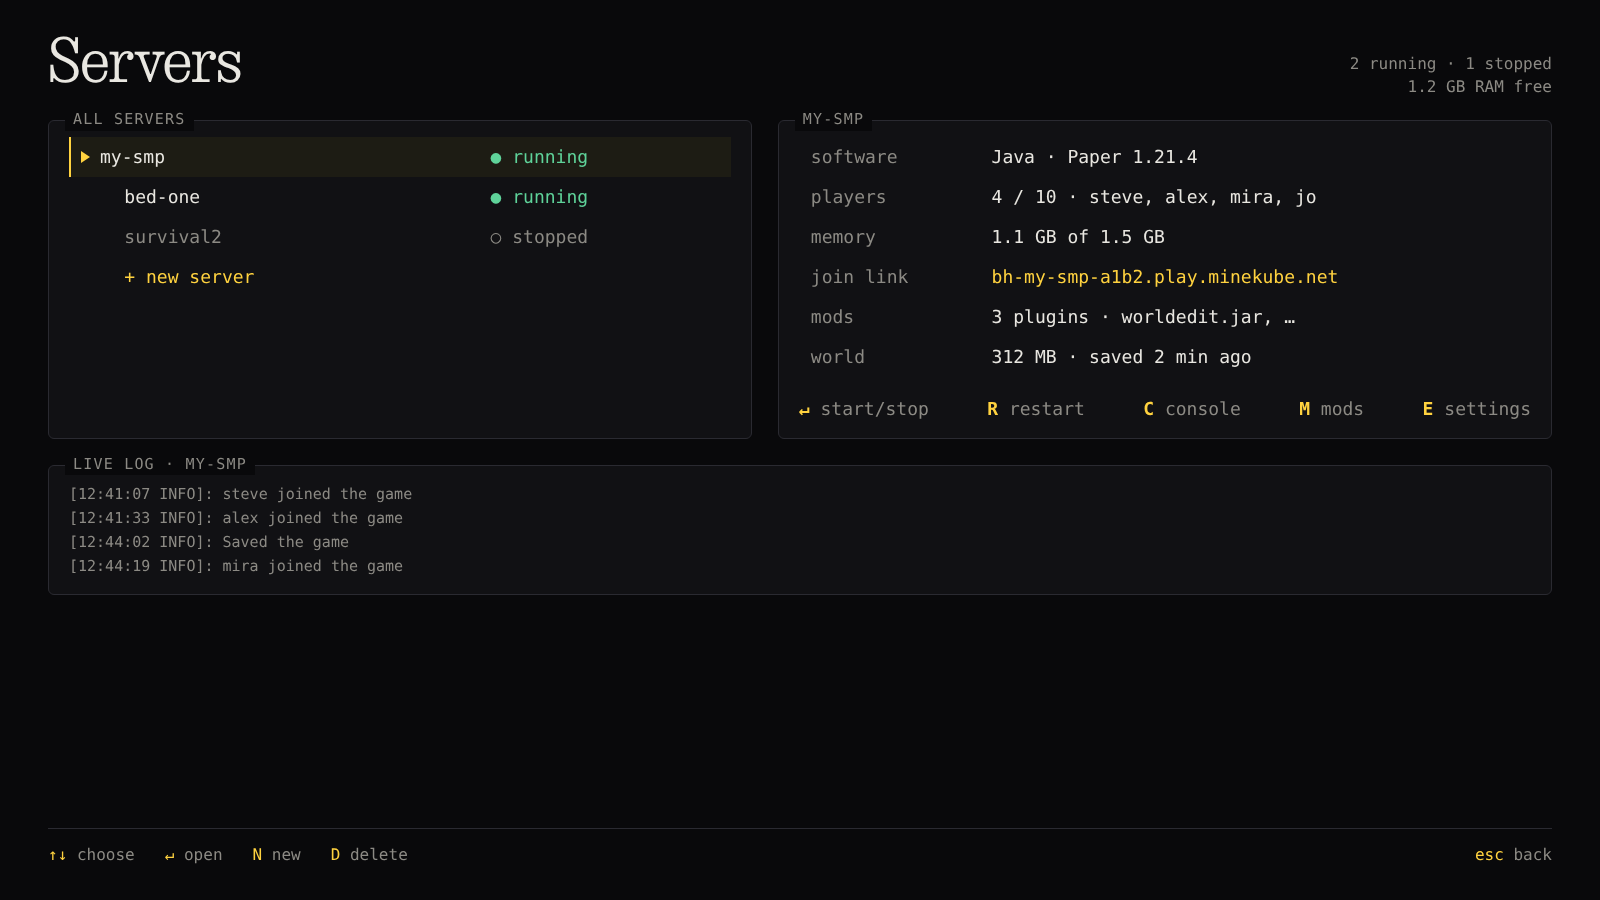 Servers
2 running · 1 stopped
1.2 GB RAM free
ALL SERVERS
▶ my-smp ● running
bed-one ● running
survival2 ○ stopped
+ new server
MY-SMP
software Java · Paper 1.21.4
players 4 / 10 · steve, alex, mira, jo
memory 1.1 GB of 1.5 GB
join link bh-my-smp-a1b2.play.minekube.net
mods 3 plugins · worldedit.jar, …
world 312 MB · saved 2 min ago
↵ start/stop R restart C console M mods E settings
LIVE LOG · MY-SMP
[12:41:07 INFO]: steve joined the game
[12:41:33 INFO]: alex joined the game
[12:44:02 INFO]: Saved the game
[12:44:19 INFO]: mira joined the game
↑↓ choose ↵ open N new D delete esc back